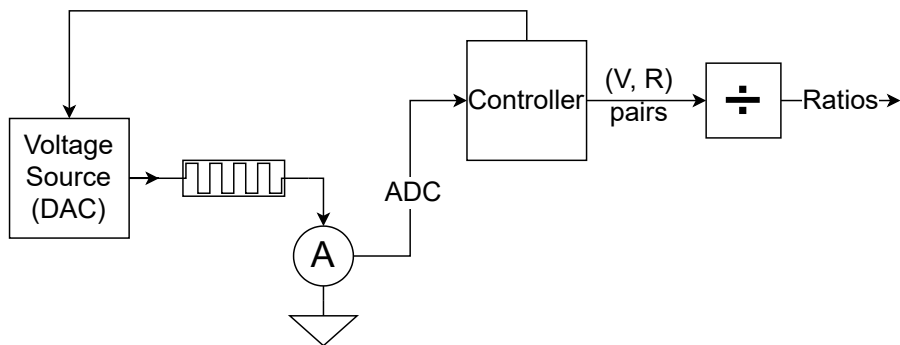 Voltage
Source
(DAC)
A
ADC
Controller
(V, R)
pairs
÷
Ratios